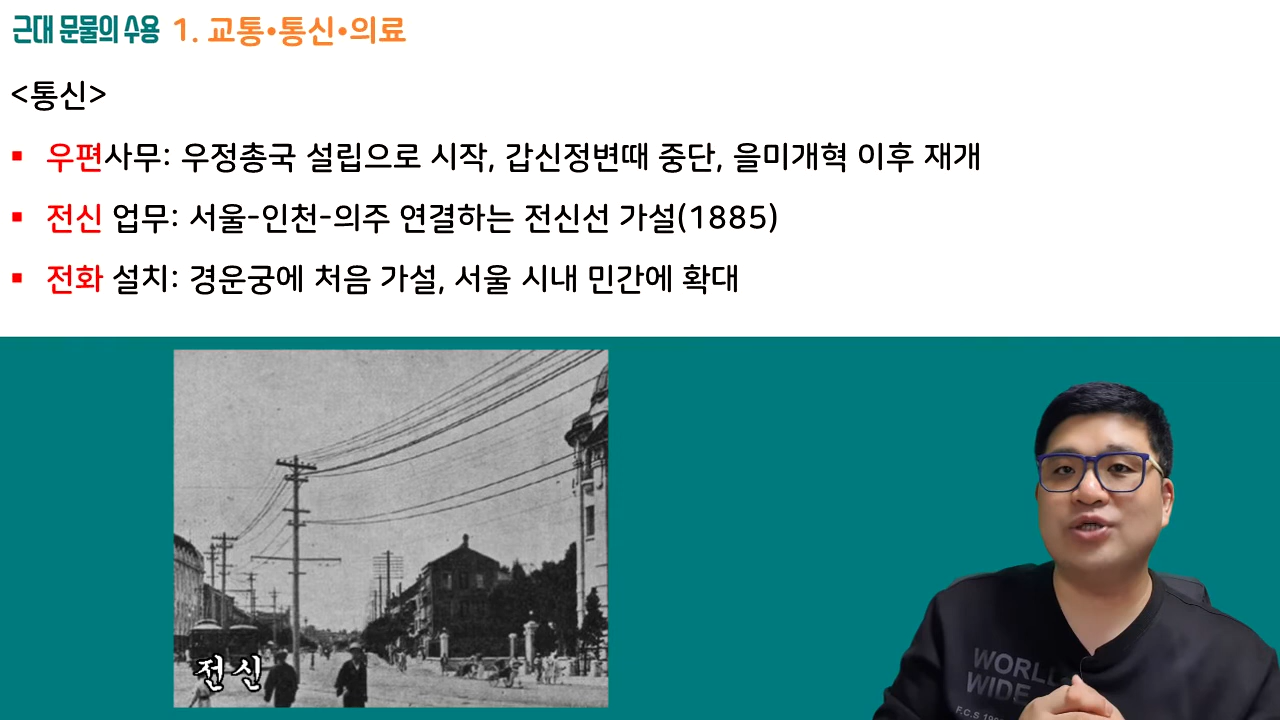 근대 문물의 수용 1. 교통•통신•의료
<통신>
▪ 우편사무: 우정총국 설립으로 시작, 갑신정변때 중단, 을미개혁 이후 재개
▪ 전신 업무: 서울-인천-의주 연결하는 전신선 가설(1885)
▪ 전화 설치: 경운궁에 처음 가설, 서울 시내 민간에 확대
전신
WORLD
WIDE